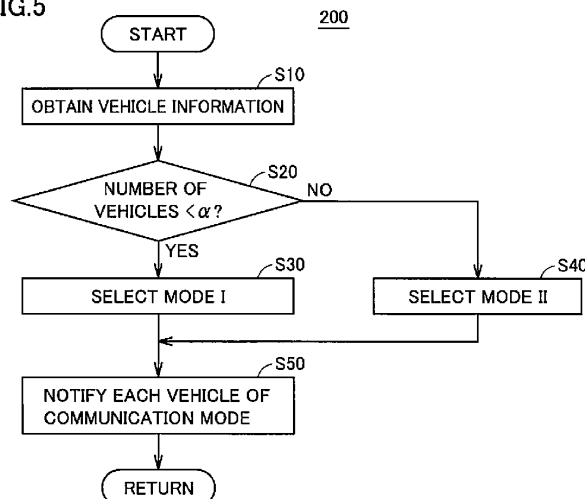 FIG.5
200
START
S10
OBTAIN VEHICLE INFORMATION
S20
NUMBER OF
VEHICLES <α?
NO
YES
S30
SELECT MODE I
S40
SELECT MODE II
S50
NOTIFY EACH VEHICLE OF
COMMUNICATION MODE
RETURN